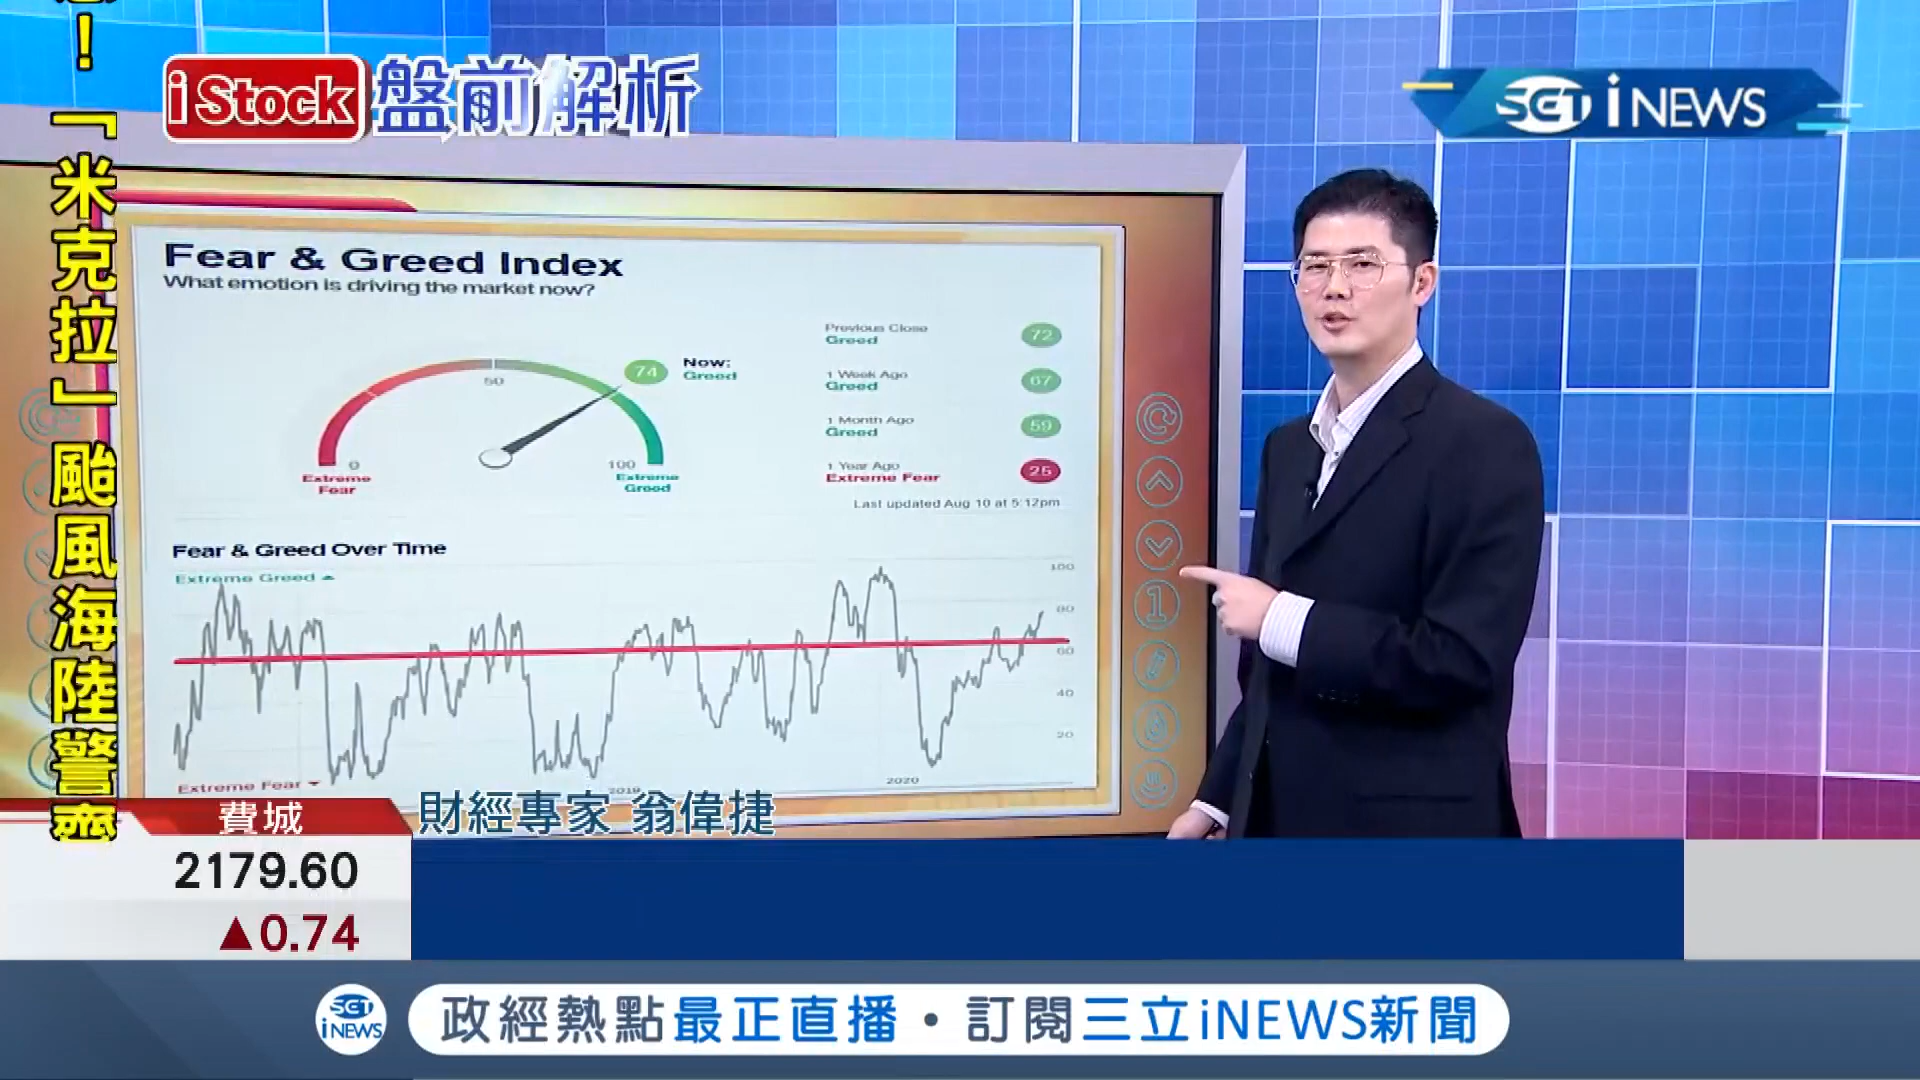 「米克拉」颱風海陸警
iStock 盤前解析
SET iNEWS
Fear & Greed Index
What emotion is driving the market now?
0
50
100
Extreme Fear
Extreme Greed
74
Now:
Greed
Previous Close
Greed
72
1 Week Ago
Greed
67
1 Month Ago
Greed
59
1 Year Ago
Extreme Fear
25
Last updated Aug 10 at 5:12pm
Fear & Greed Over Time
Extreme Greed
100
80
60
40
20
Extreme Fear
2019
2020
1
費城
2179.60
▲0.74
財經專家 翁偉捷
SET iNEWS
政經熱點最正直播・訂閱三立iNEWS新聞